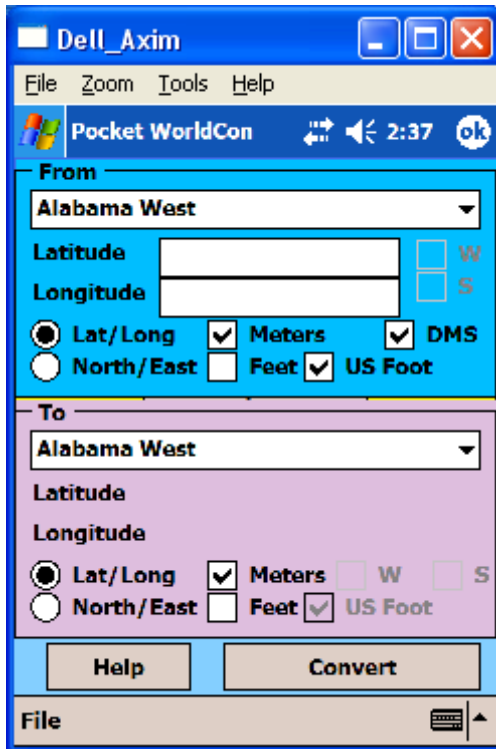 Dell_Axim
File Zoom Tools Help
Pocket WorldCon 2:37 ok
From
Alabama West
Latitude W
Longitude S
Lat/Long Meters DMS
North/East Feet US Foot
To
Alabama West
Latitude
Longitude
Lat/Long Meters W S
North/East Feet US Foot
Help Convert
File